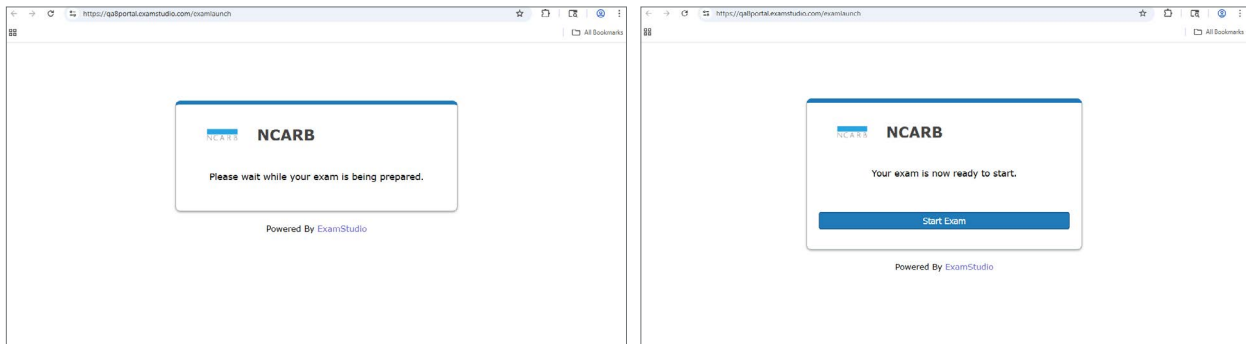 https://qa8portal.examstudio.com/examlaunch
All Bookmarks
NCARB
NCARB
Please wait while your exam is being prepared.
Powered By ExamStudio
https://qa8portal.examstudio.com/examlaunch
All Bookmarks
NCARB
NCARB
Your exam is now ready to start.
Start Exam
Powered By ExamStudio